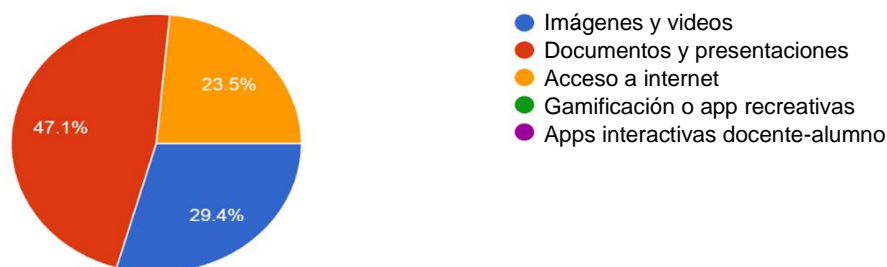 Imágenes y videos
Documentos y presentaciones
Acceso a internet
Gamificación o app recreativas
Apps interactivas docente-alumno
23.5%
47.1%
29.4%